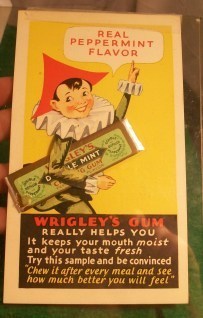 REAL
PEPPERMINT
FLAVOR
WRIGLEY'S GUM
REALLY HELPS YOU
It keeps your mouth moist
and your taste fresh
Try this sample and be convinced
"Chew it after every meal and see
how much better you will feel"